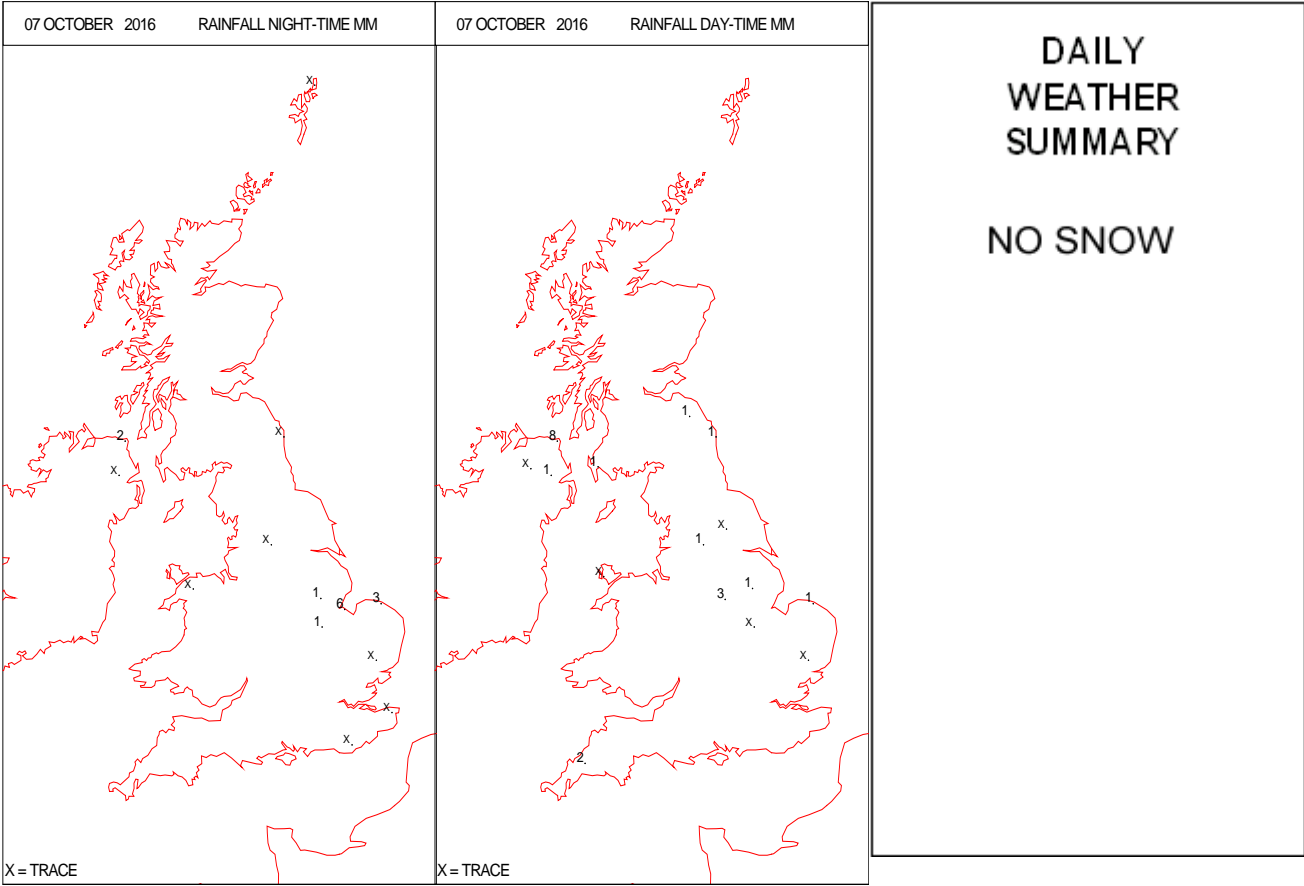 07 OCTOBER 2016 RAINFALL NIGHT-TIME MM
X
2.
X.
X.
X.
X.
1.
6.
3.
1.
X.
X.
X.
X = TRACE
07 OCTOBER 2016 RAINFALL DAY-TIME MM
1.
1.
8.
X.
1.
1
X.
1.
X.
1.
3.
1.
X.
X.
2.
X = TRACE
DAILY
WEATHER
SUMMARY
NO SNOW